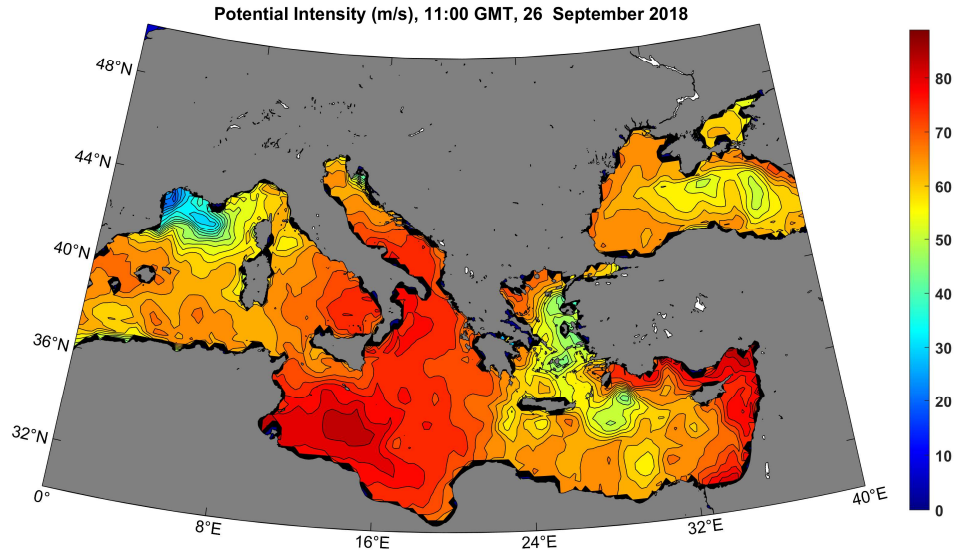 Potential Intensity (m/s), 11:00 GMT, 26 September 2018
48°N
44°N
40°N
36°N
32°N
0°
8°E
16°E
24°E
32°E
40°E
80
70
60
50
40
30
20
10
0